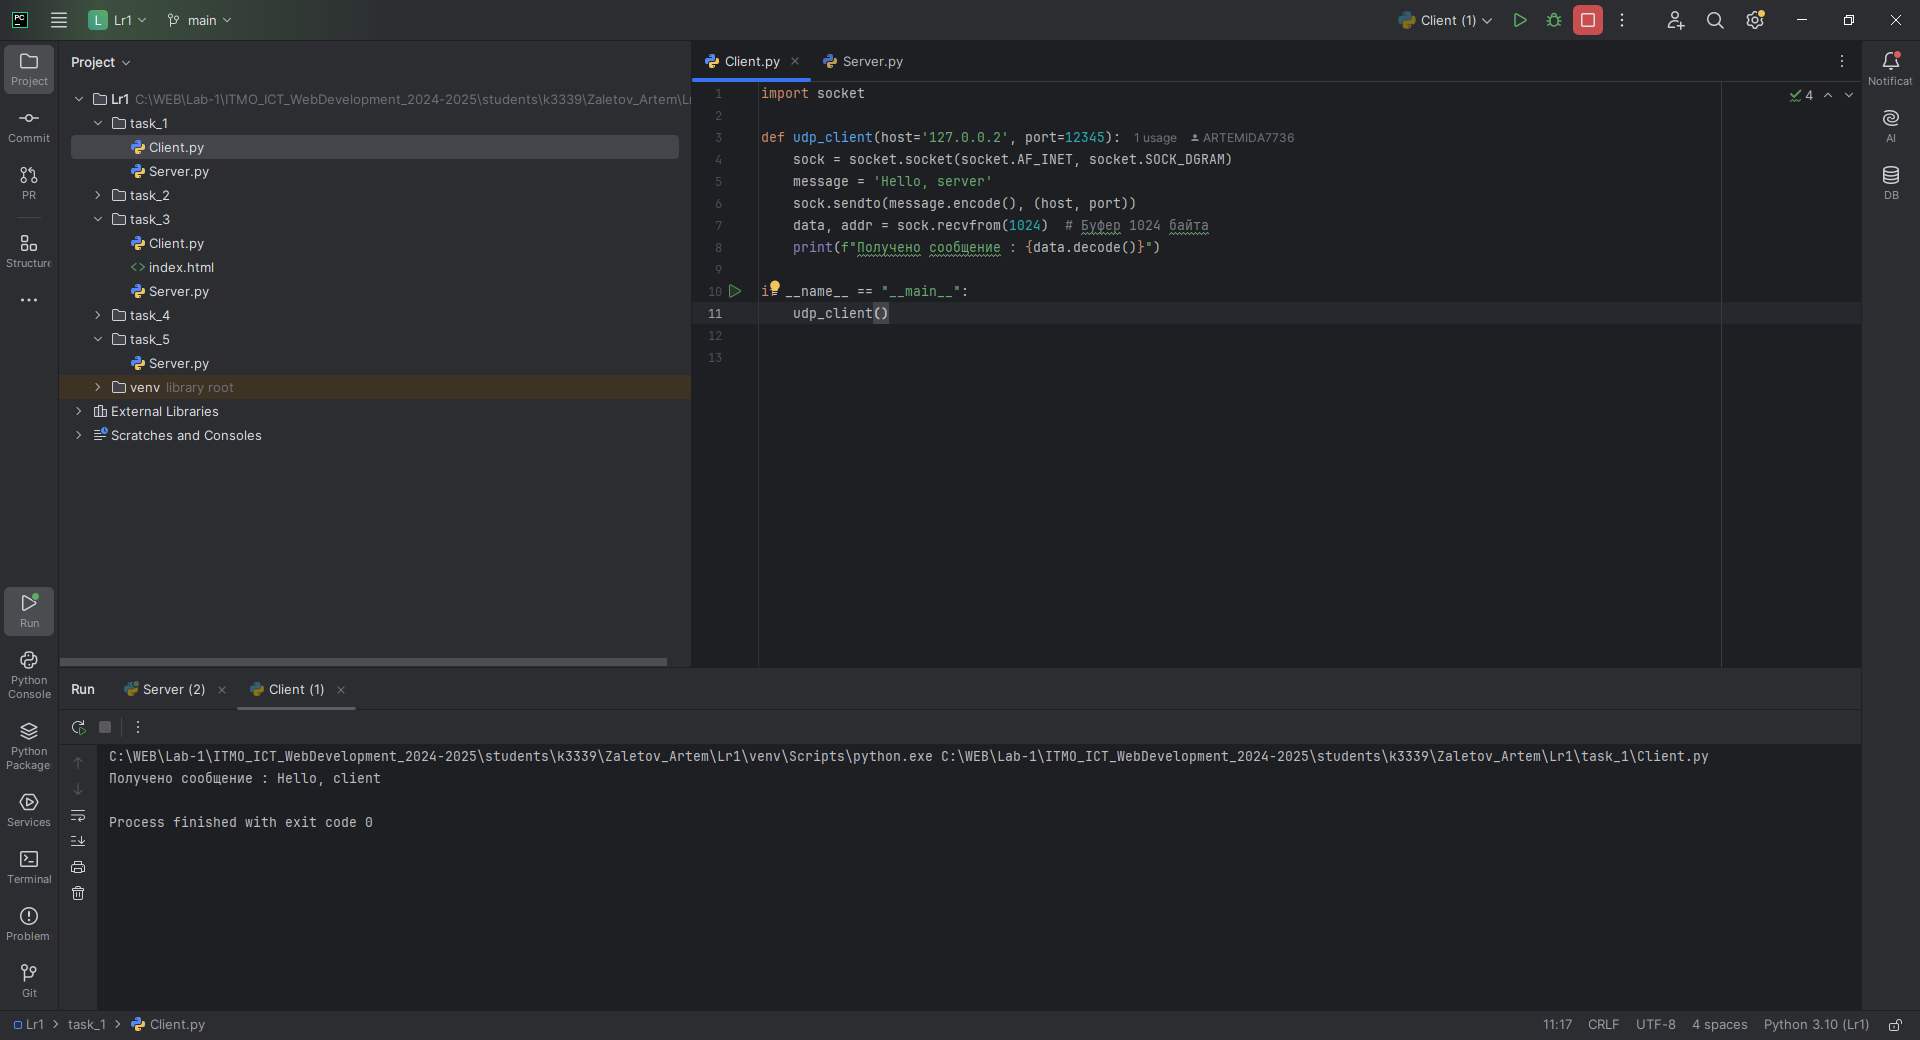 PC
L Lr1 main Client (1)
Project
Commit
PR
Structure
Project
Lr1 C:\WEB\Lab-1\ITMO_ICT_WebDevelopment_2024-2025\students\k3339\Zaletov_Artem\L
task_1
Client.py
Server.py
task_2
task_3
Client.py
index.html
Server.py
task_4
task_5
Server.py
venv library root
External Libraries
Scratches and Consoles
Client.py Server.py
1 import socket
2
3 def udp_client(host='127.0.0.2', port=12345): 1 usage ARTEMIDA7736
4 sock = socket.socket(socket.AF_INET, socket.SOCK_DGRAM)
5 message = 'Hello, server'
6 sock.sendto(message.encode(), (host, port))
7 data, addr = sock.recvfrom(1024) # Буфер 1024 байта
8 print(f"Получено сообщение : {data.decode()}")
9
10 i __name__ == "__main__":
11 udp_client()
12
13
4
Notificat
AI
DB
Run
Python
Console
Python
Package
Services
Terminal
Problem
Git
Run Server (2) Client (1)
C:\WEB\Lab-1\ITMO_ICT_WebDevelopment_2024-2025\students\k3339\Zaletov_Artem\Lr1\venv\Scripts\python.exe C:\WEB\Lab-1\ITMO_ICT_WebDevelopment_2024-2025\students\k3339\Zaletov_Artem\Lr1\task_1\Client.py
Получено сообщение : Hello, client
Process finished with exit code 0
Lr1 > task_1 > Client.py
11:17 CRLF UTF-8 4 spaces Python 3.10 (Lr1)